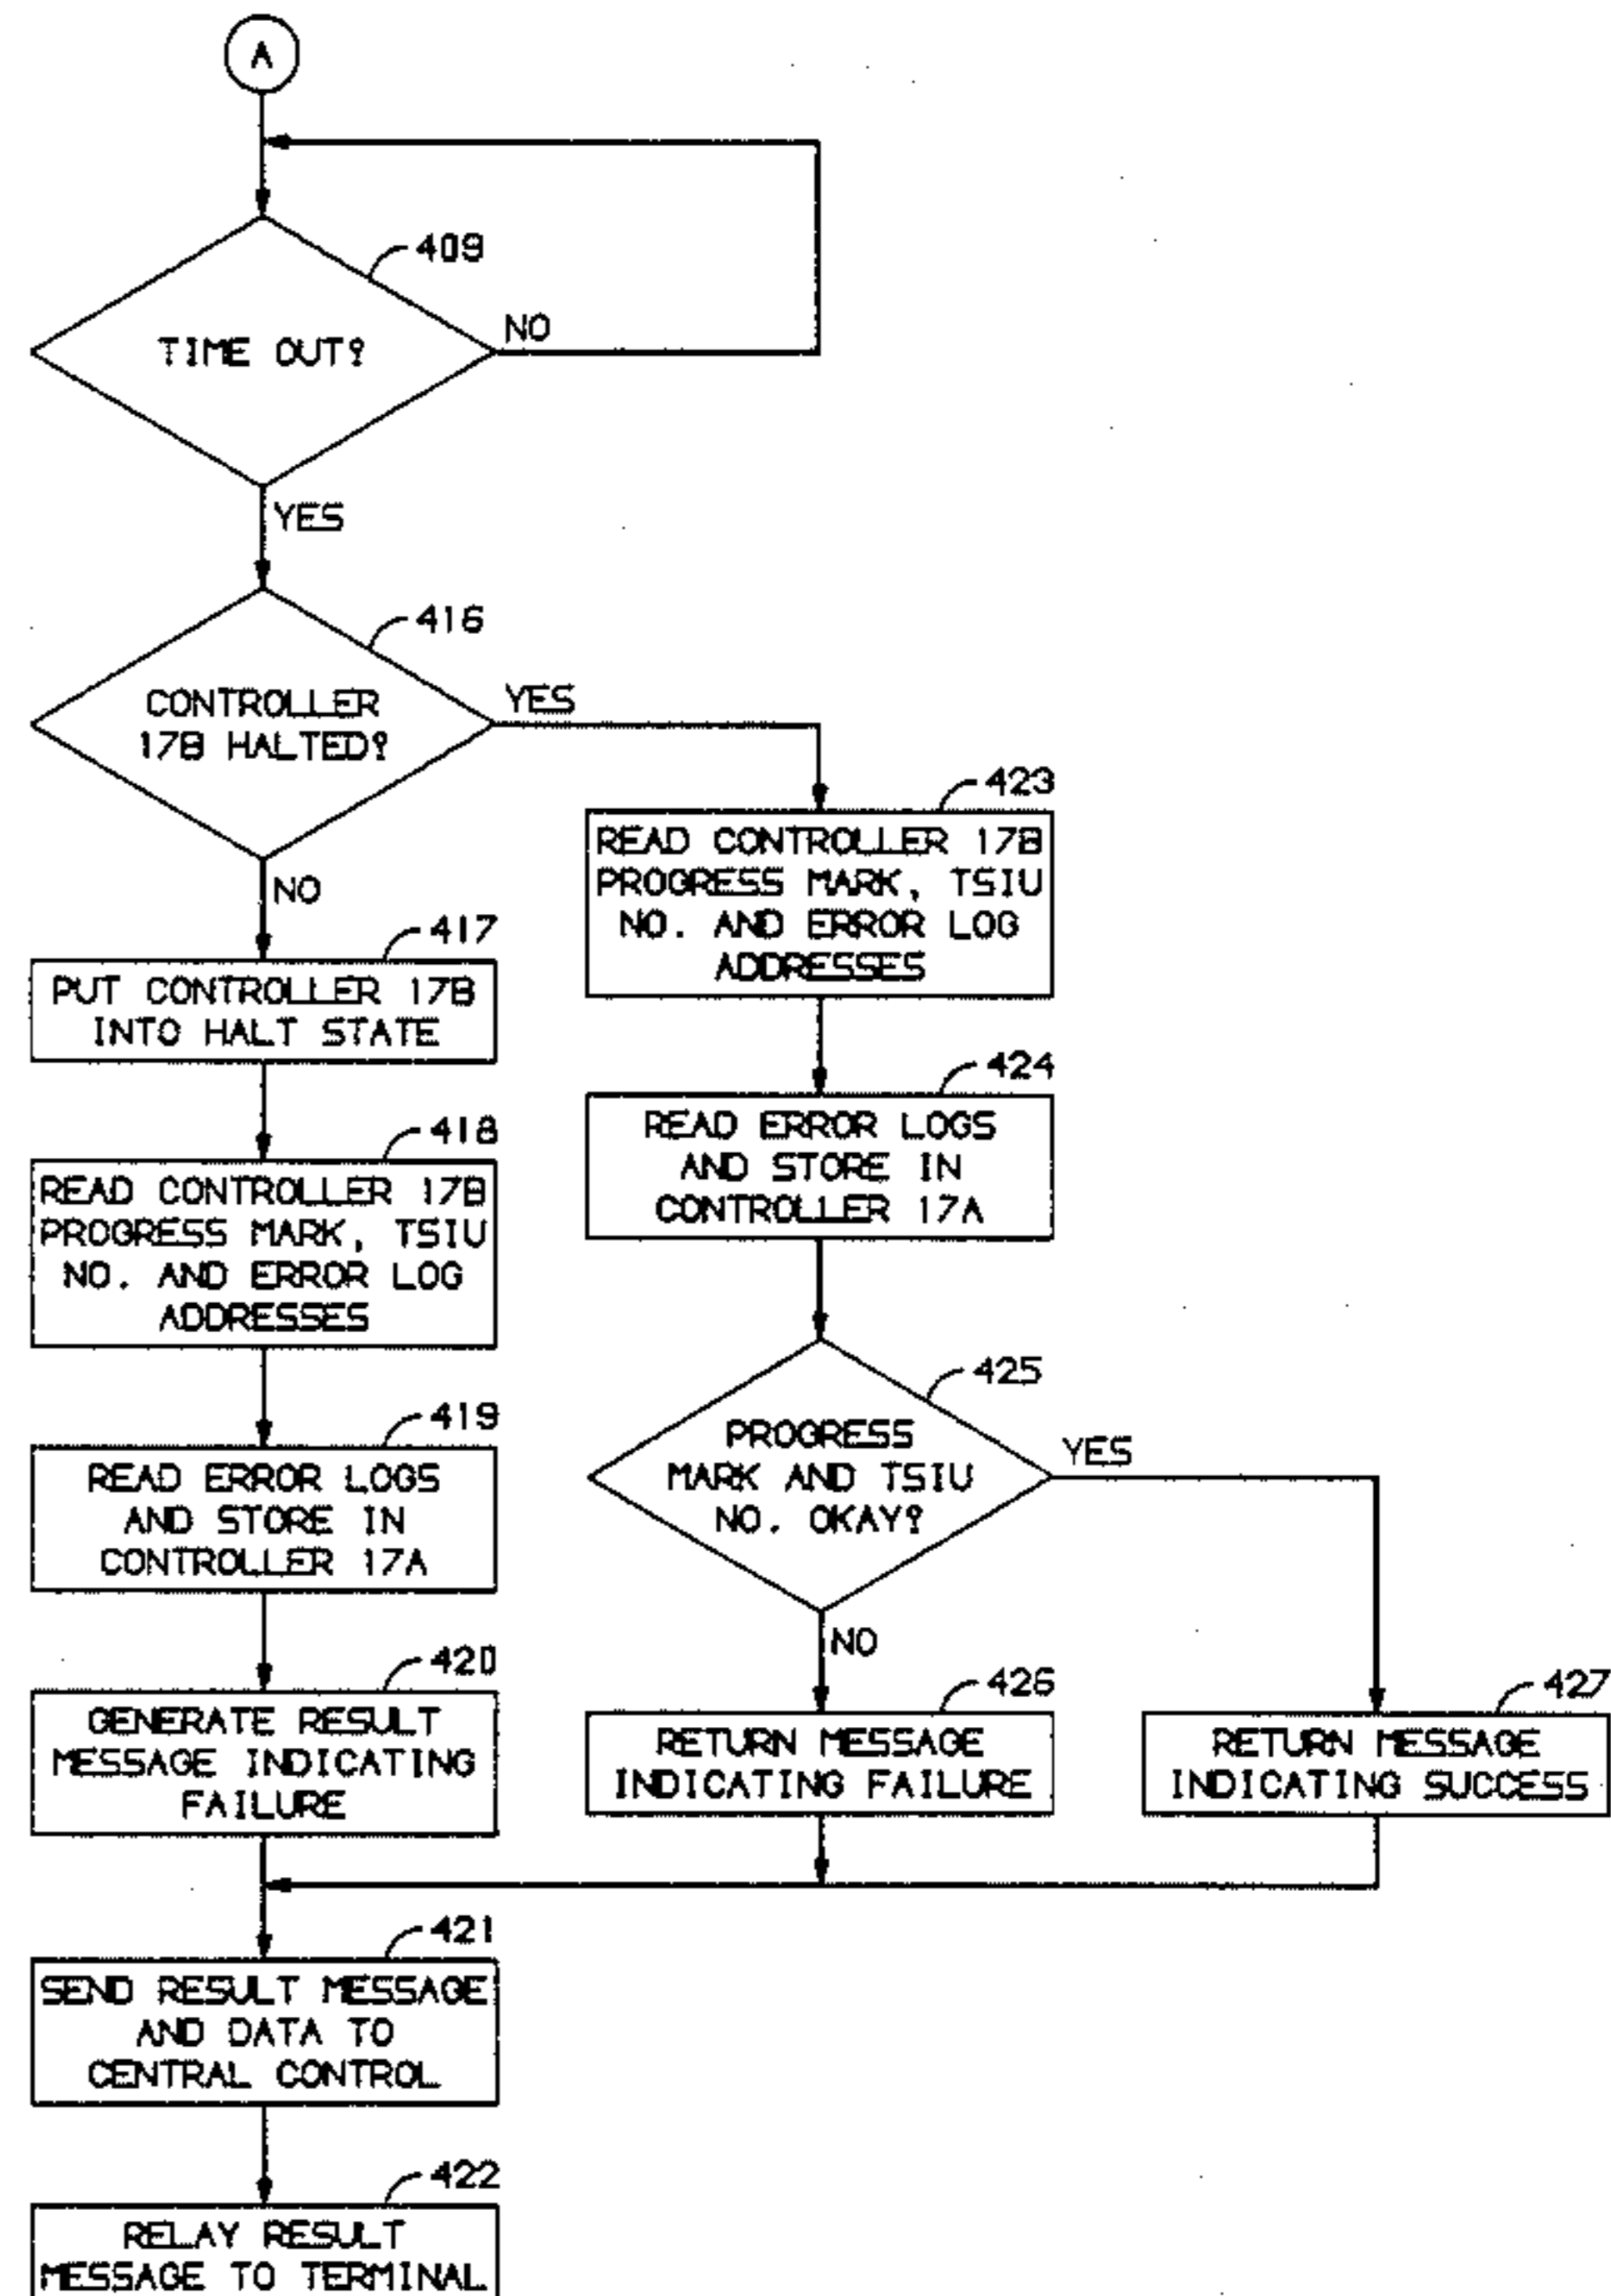 A
409
TIME OUT?
NO
YES
416
CONTROLLER
17B HALTED?
YES
NO
423
READ CONTROLLER 17B
PROGRESS MARK, TSIU
NO. AND ERROR LOG
ADDRESSES
417
PUT CONTROLLER 17B
INTO HALT STATE
424
READ ERROR LOGS
AND STORE IN
CONTROLLER 17A
418
READ CONTROLLER 17B
PROGRESS MARK, TSIU
NO. AND ERROR LOG
ADDRESSES
425
PROGRESS
MARK AND TSIU
NO. OKAY?
YES
NO
419
READ ERROR LOGS
AND STORE IN
CONTROLLER 17A
420
GENERATE RESULT
MESSAGE INDICATING
FAILURE
426
RETURN MESSAGE
INDICATING FAILURE
427
RETURN MESSAGE
INDICATING SUCCESS
421
SEND RESULT MESSAGE
AND DATA TO
CENTRAL CONTROL
422
RELAY RESULT
MESSAGE TO TERMINAL